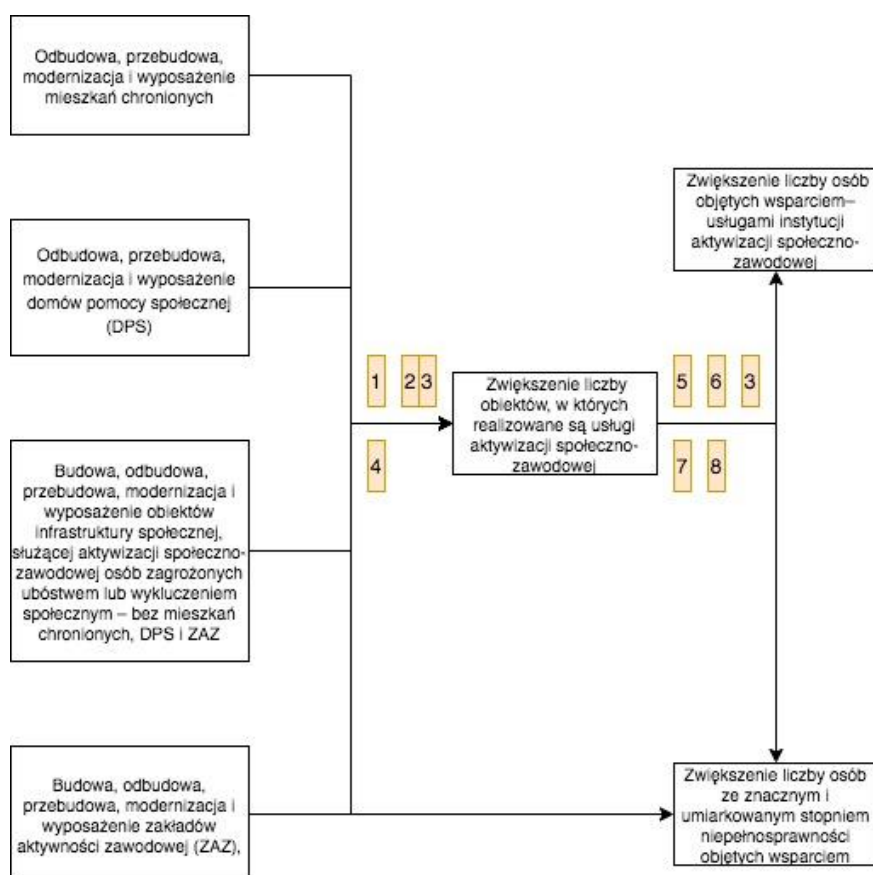 Odbudowa, przebudowa,
modernizacja i wyposażenie
mieszkań chronionych
Odbudowa, przebudowa,
modernizacja i wyposażenie
domów pomocy społecznej
(DPS)
Budowa, odbudowa,
przebudowa, modernizacja i
wyposażenie obiektów
infrastruktury społecznej,
służącej aktywizacji społeczno-
zawodowej osób zagrożonych
ubóstwem lub wykluczeniem
społecznym – bez mieszkań
chronionych, DPS i ZAZ
Budowa, odbudowa,
przebudowa, modernizacja i
wyposażenie zakładów
aktywności zawodowej (ZAZ),
1 2 3
4
Zwiększenie liczby
obiektów, w których
realizowane są usługi
aktywizacji społeczno-
zawodowej
5 6 3
7 8
Zwiększenie liczby osób
objętych wsparciem–
usługami instytucji
aktywizacji społeczno-
zawodowej
Zwiększenie liczby osób
ze znacznym i
umiarkowanym stopniem
niepełnosprawności
objętych wsparciem